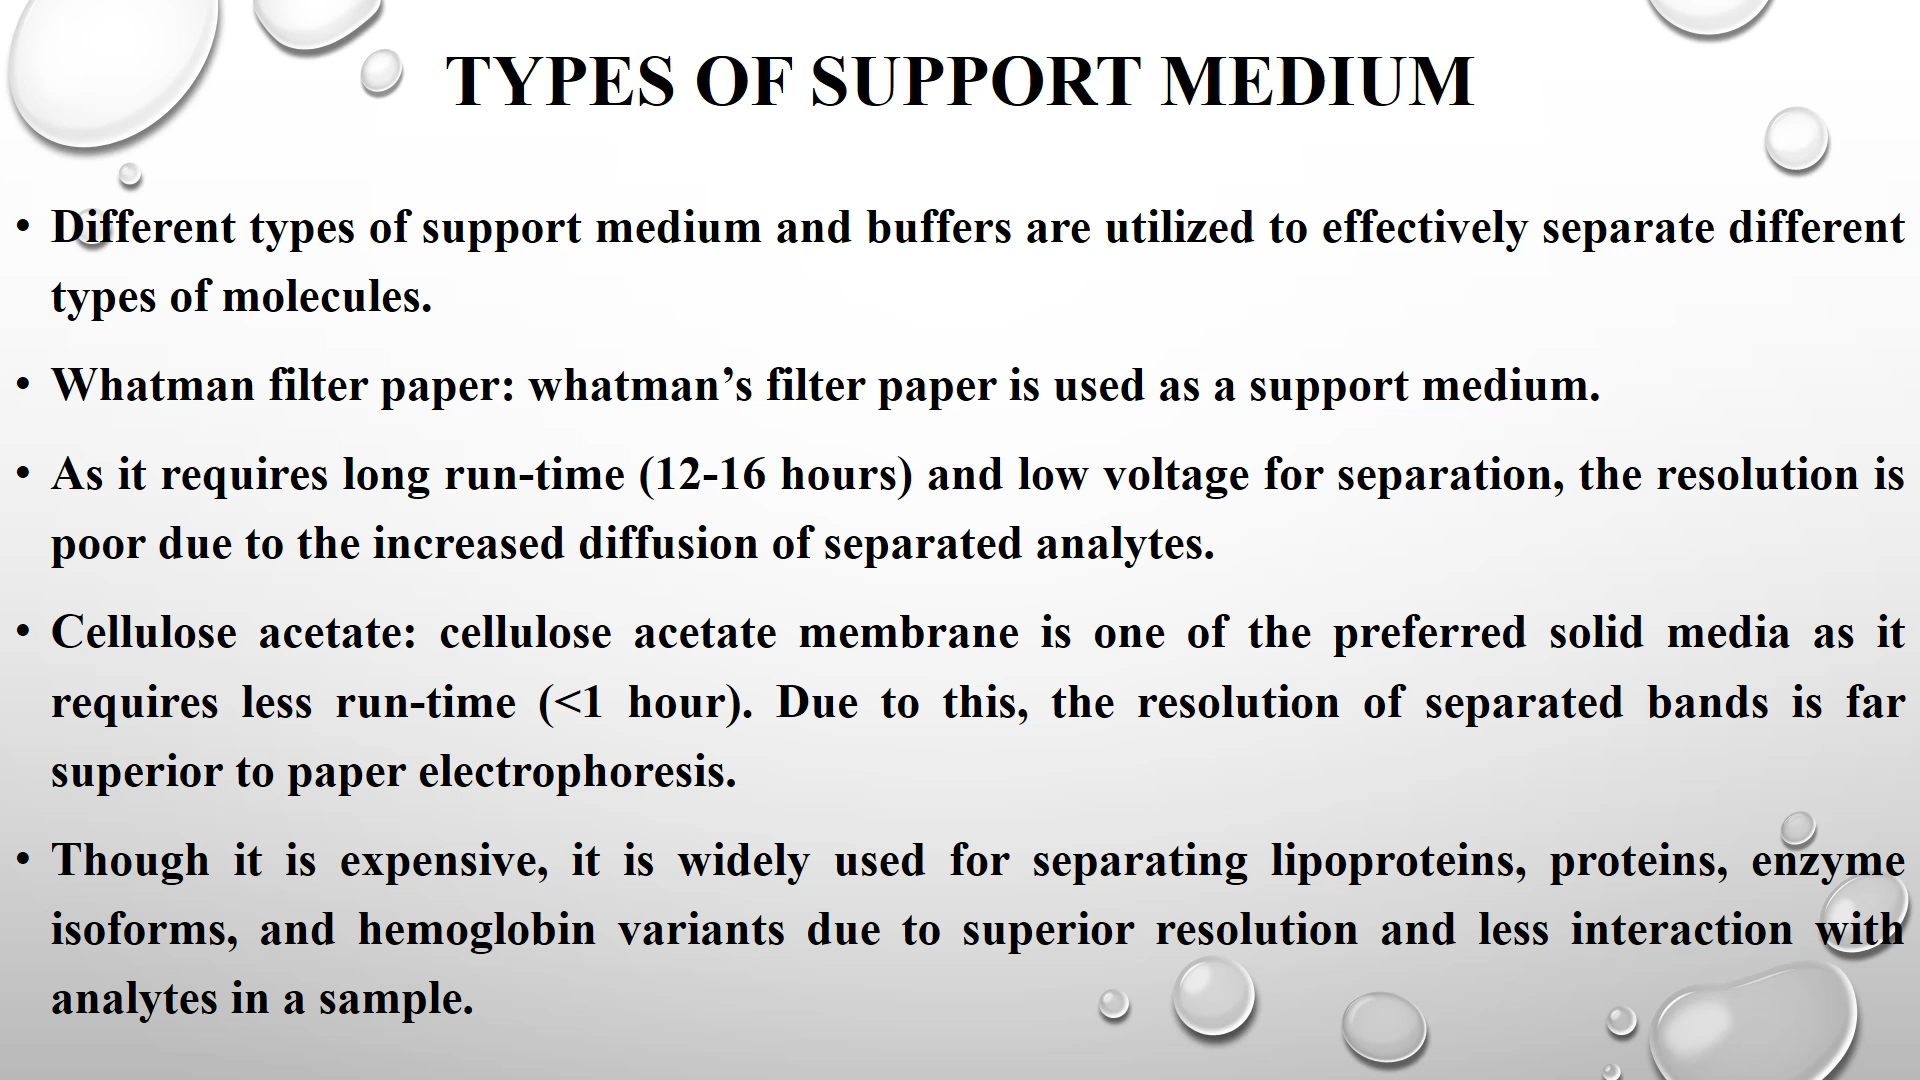 TYPES OF SUPPORT MEDIUM
• Different types of support medium and buffers are utilized to effectively separate different
types of molecules.
• Whatman filter paper: whatman’s filter paper is used as a support medium.
• As it requires long run-time (12-16 hours) and low voltage for separation, the resolution is
poor due to the increased diffusion of separated analytes.
• Cellulose acetate: cellulose acetate membrane is one of the preferred solid media as it
requires less run-time (<1 hour). Due to this, the resolution of separated bands is far
superior to paper electrophoresis.
• Though it is expensive, it is widely used for separating lipoproteins, proteins, enzyme
isoforms, and hemoglobin variants due to superior resolution and less interaction with
analytes in a sample.